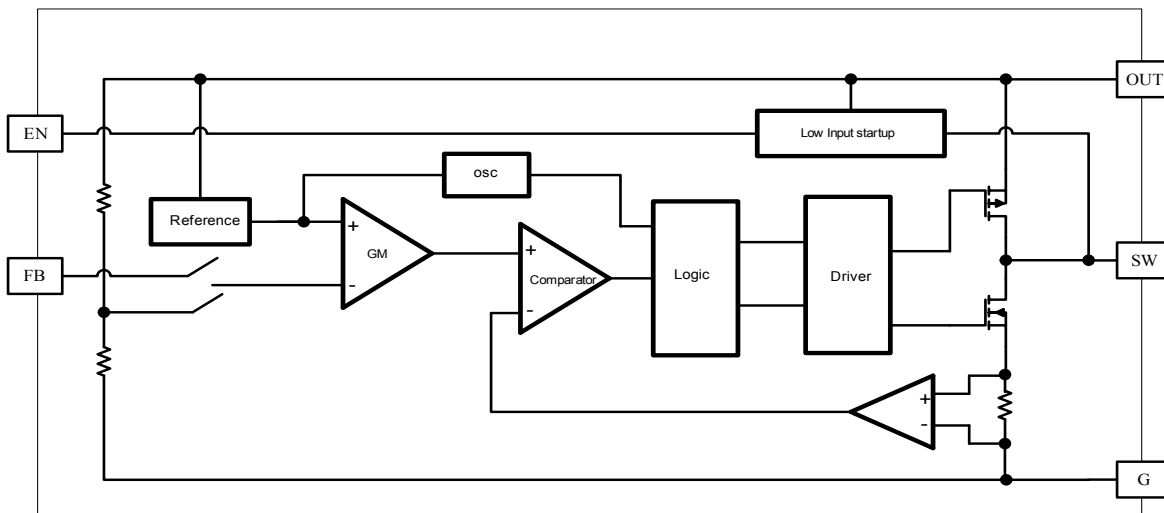 OUT
EN
Low Input startup
osc
Reference
+
GM
-
FB
+
Comparator
-
Logic
Driver
SW
+
-
G